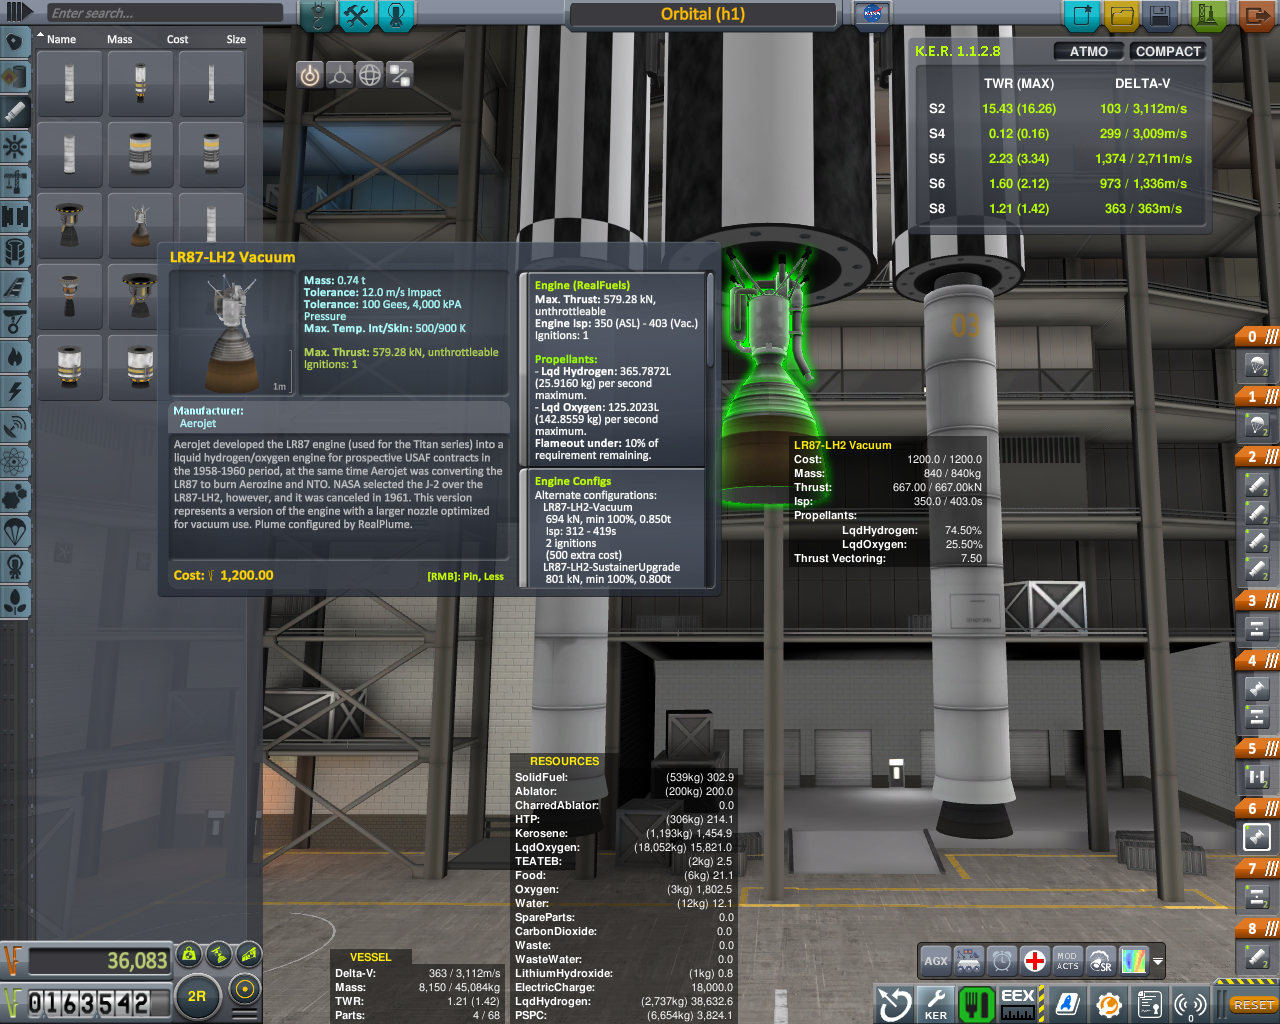 Enter search...
Orbital (h1)
Name Mass Cost Size
K.E.R. 1.1.2.8 ATMO COMPACT
TWR (MAX) DELTA-V
S2 15.43 (16.26) 103 / 3,112m/s
S4 0.12 (0.16) 299 / 3,009m/s
S5 2.23 (3.34) 1,374 / 2,711m/s
S6 1.60 (2.12) 973 / 1,336m/s
S8 1.21 (1.42) 363 / 363m/s
LR87-LH2 Vacuum
Mass: 0.74 t
Tolerance: 12.0 m/s Impact
Tolerance: 100 Gees, 4,000 kPA
Pressure
Max. Temp. Int/Skin: 500/900 K
Max. Thrust: 579.28 kN, unthrottleable
Ignitions: 1
1m
Manufacturer:
Aerojet
Aerojet developed the LR87 engine (used for the Titan series) into a
liquid hydrogen/oxygen engine for prospective USAF contracts in
the 1958-1960 period, at the same time Aerojet was converting the
LR87 to burn Aerozine and NTO. NASA selected the J-2 over the
LR87-LH2, however, and it was canceled in 1961. This version
represents a version of the engine with a larger nozzle optimized
for vacuum use. Plume configured by RealPlume.
Cost: 1,200.00
[RMB]: Pin, Less
Engine (RealFuels)
Max. Thrust: 579.28 kN,
unthrottleable
Engine Isp: 350 (ASL) - 403 (Vac.)
Ignitions: 1
Propellants:
- Lqd Hydrogen: 365.7872L
(25.9160 kg) per second
maximum.
- Lqd Oxygen: 125.2023L
(142.8559 kg) per second
maximum.
Flameout under: 10% of
requirement remaining.
Engine Configs
Alternate configurations:
LR87-LH2-Vacuum
694 kN, min 100%, 0.850t
Isp: 312 - 419s
2 ignitions
(500 extra cost)
LR87-LH2-SustainerUpgrade
801 kN, min 100%, 0.800t
03
LR87-LH2 Vacuum
Cost: 1200.0 / 1200.0
Mass: 840 / 840kg
Thrust: 667.00 / 667.00kN
Isp: 350.0 / 403.0s
Propellants:
LqdHydrogen: 74.50%
LqdOxygen: 25.50%
Thrust Vectoring: 7.50
0
1
2
2
2
2
2
2
3
4
5
2
6
7
2
8
2
RESOURCES
SolidFuel: (539kg) 302.9
Ablator: (200kg) 200.0
CharredAblator: 0.0
HTP: (306kg) 214.1
Kerosene: (1,193kg) 1,454.9
LqdOxygen: (18,052kg) 15,821.0
TEATEB: (2kg) 2.5
Food: (6kg) 21.1
Oxygen: (3kg) 1,802.5
Water: (12kg) 12.1
SpareParts: 0.0
CarbonDioxide: 0.0
Waste: 0.0
WasteWater: 0.0
LithiumHydroxide: (1kg) 0.8
ElectricCharge: 18,000.0
LqdHydrogen: (2,737kg) 38,632.6
PSPC: (6,654kg) 3,824.1
VESSEL
Delta-V: 363 / 3,112m/s
Mass: 8,150 / 45,084kg
TWR: 1.21 (1.42)
Parts: 4 / 68
36,083
0163542
2R
AGX
MOD
ACTS
SR
KER
EEX
0
RESET